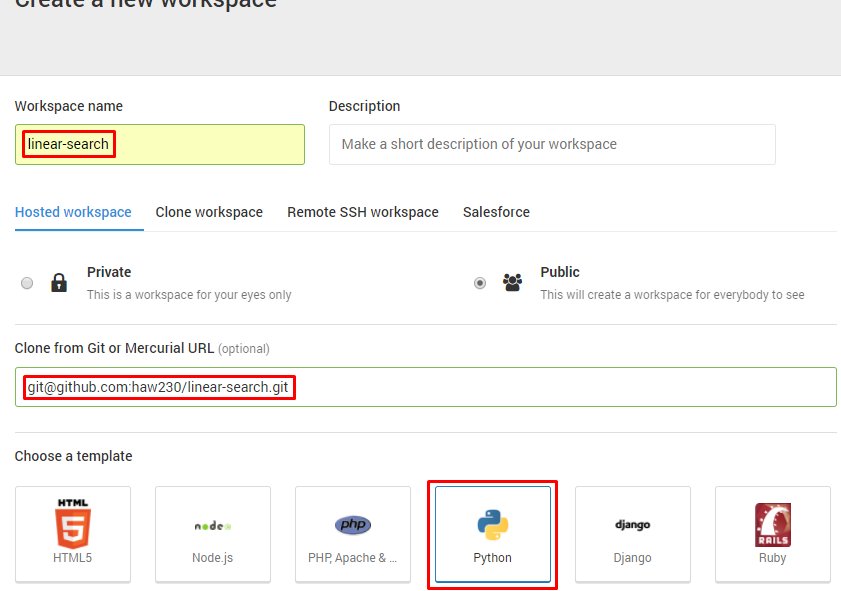 Create a new workspace
Workspace name
Description
linear-search
Make a short description of your workspace
Hosted workspace
Clone workspace
Remote SSH workspace
Salesforce
Private
This is a workspace for your eyes only
Public
This will create a workspace for everybody to see
Clone from Git or Mercurial URL (optional)
git@github.com:haw230/linear-search.git
Choose a template
HTML
5
HTML5
node
Node.js
php
PHP, Apache & ...
Python
django
Django
RAILS
Ruby